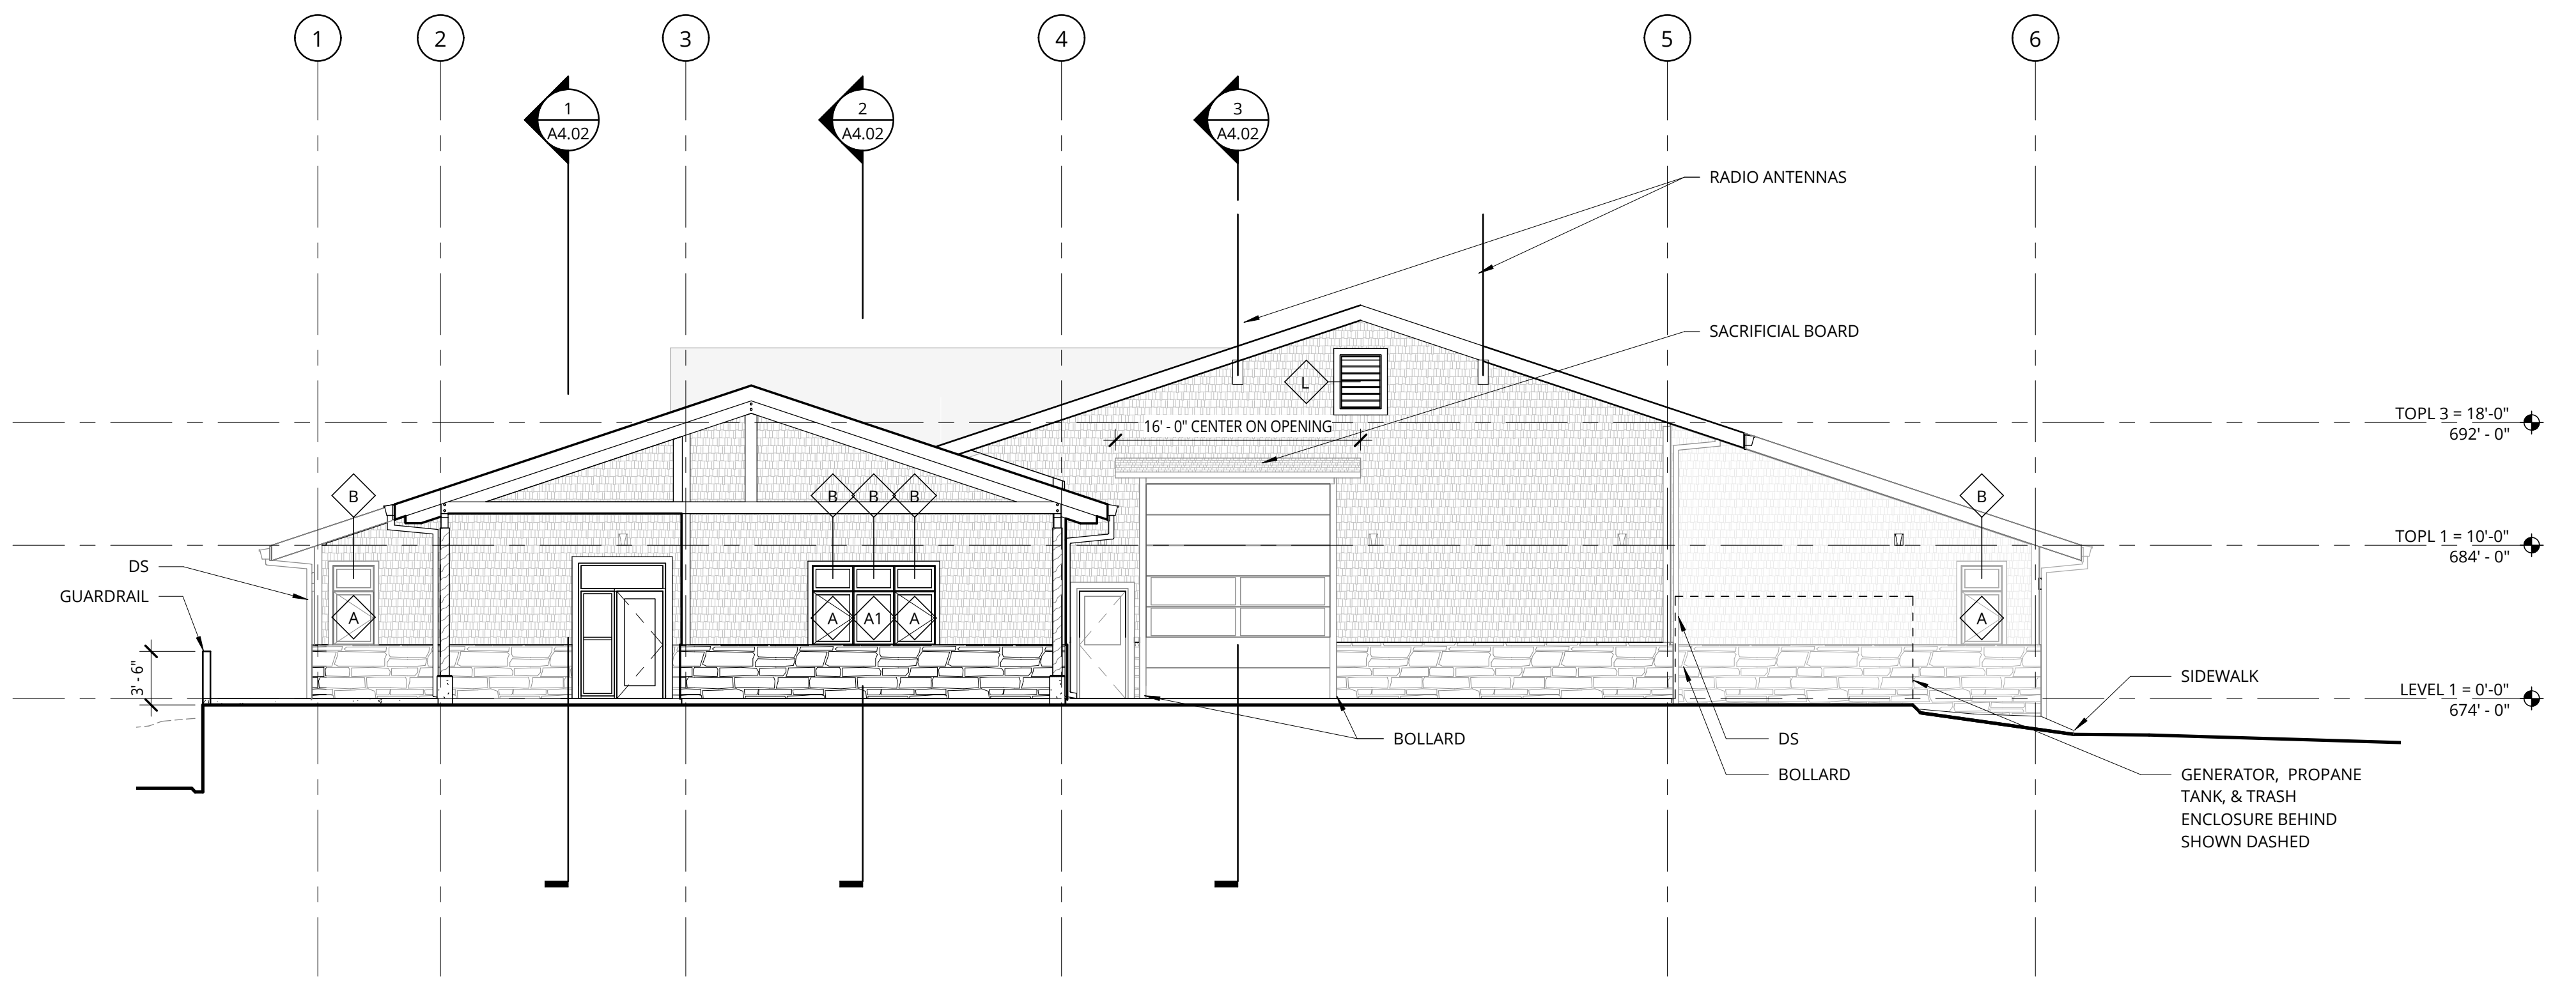 1
2
3
4
5
6
1
A4.02
2
A4.02
3
A4.02
RADIO ANTENNAS
SACRIFICIAL BOARD
L
16' - 0" CENTER ON OPENING
TOPL 3 = 18'-0"
692' - 0"
B
B
B
B
B
TOPL 1 = 10'-0"
684' - 0"
DS
GUARDRAIL
A
A
A1
A
A
3' - 6"
SIDEWALK
LEVEL 1 = 0'-0"
674' - 0"
BOLLARD
DS
BOLLARD
GENERATOR, PROPANE
TANK, & TRASH
ENCLOSURE BEHIND
SHOWN DASHED